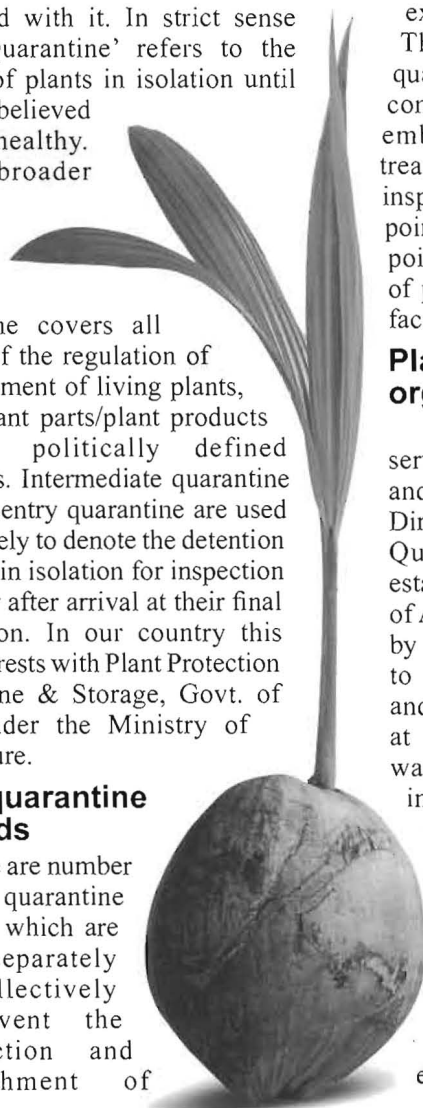 d with it. In strict sense
uarantine' refers to the
of plants in isolation until
believed
healthy.
broader
ne covers all
f the regulation of
ment of living plants,
ant parts/plant products
politically defined
s. Intermediate quarantine
entry quarantine are used
ely to denote the detention
in isolation for inspection
after arrival at their final
on. In our country this
rests with Plant Protection
ne & Storage, Govt. of
der the Ministry of
ure.
quarantine
ds
e are number
quarantine
which are
eparately
llectively
vent the
ction and
hment of
ex
Th
qua
con
emb
trea
insp
poin
poin
of p
fac
Pla
org
serv
and
Dir
Qu
esta
of A
by
to
and
at
wa
in
e